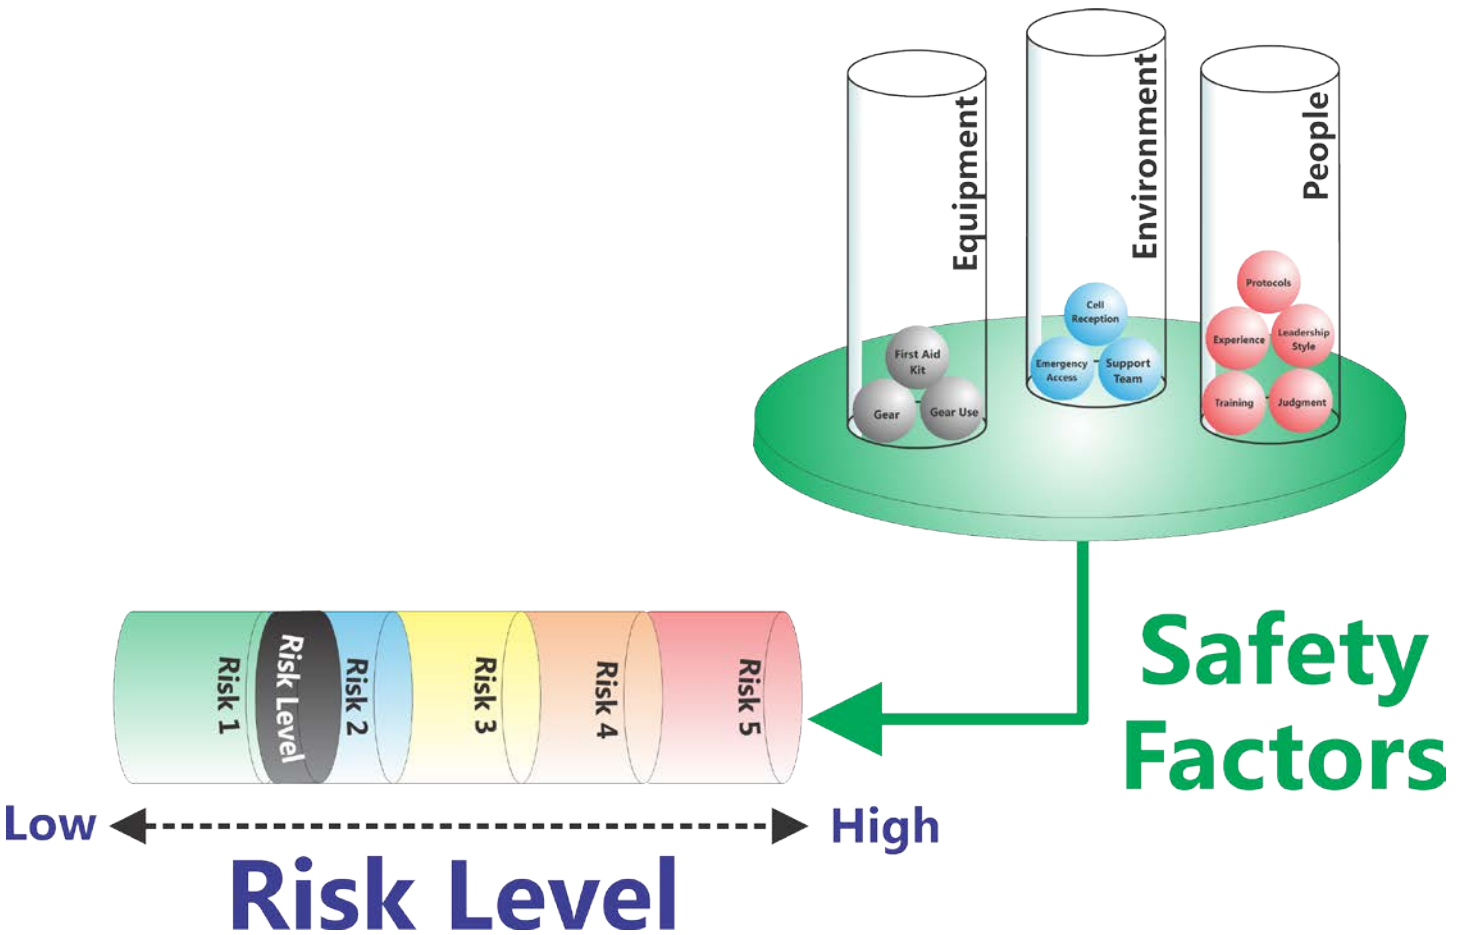 Equipment
Environment
People
First Aid
Kit
Gear
Gear Use
Cell
Reception
Emergency
Access
Support
Team
Protocols
Experience
Leadership
Style
Training
Judgment
Safety
Factors
Risk 1
Risk Level
Risk 2
Risk 3
Risk 4
Risk 5
Low
High
Risk Level